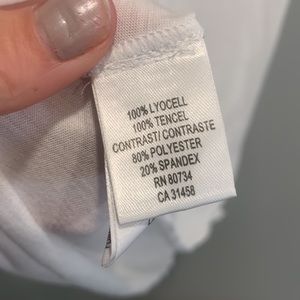 100% LYOCELL
100% TENCEL
CONTRAST/ CONTRASTE
80% POLYESTER
20% SPANDEX
RN 80734
CA 31458